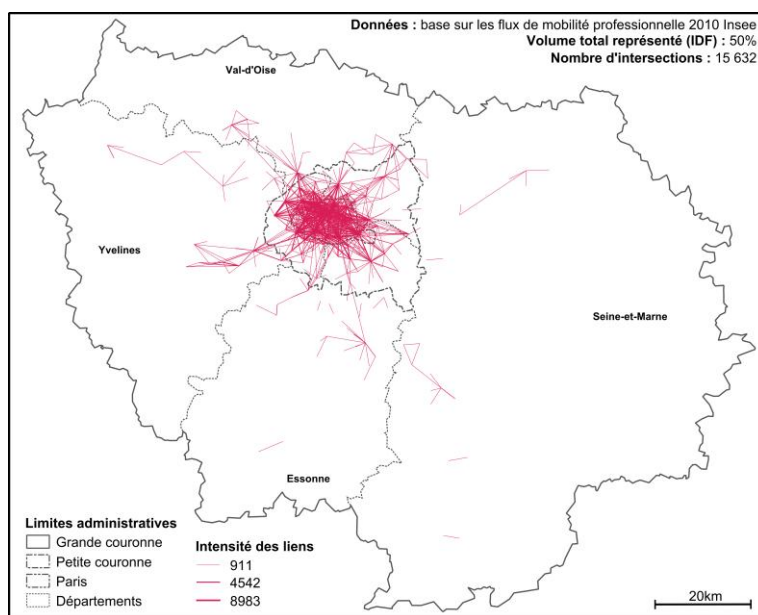 Données : base sur les flux de mobilité professionnelle 2010 Insee
Volume total représenté (IDF) : 50%
Nombre d'intersections : 15 632
Val-d'Oise
Yvelines
Seine-et-Marne
Essonne
Limites administratives
Grande couronne
Petite couronne
Paris
Départements
Intensité des liens
911
4542
8983
20km